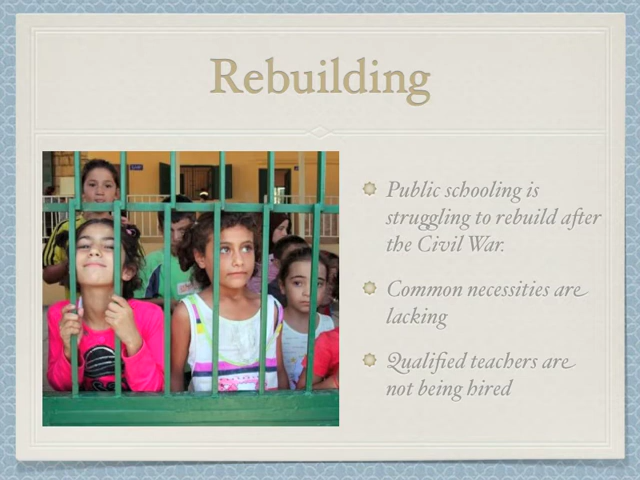 Rebuilding
Public schooling is
struggling to rebuild after
the Civil War.
Common necessities are
lacking
Qualified teachers are
not being hired